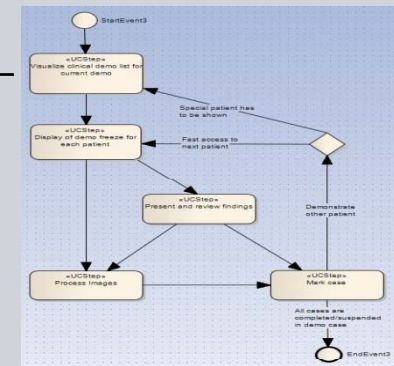 StartEvent3
«UCStep»
Visualize clinical demo list for
current demo
Special patient has
to be shown
«UCStep»
Display of demo freeze for
each patient
Fast access to
next patient
«UCStep»
Present and review findings
Demonstrate
other patient
«UCStep»
Process Images
«UCStep»
Mark case
All cases are
completed/suspended
in demo case
EndEvent3